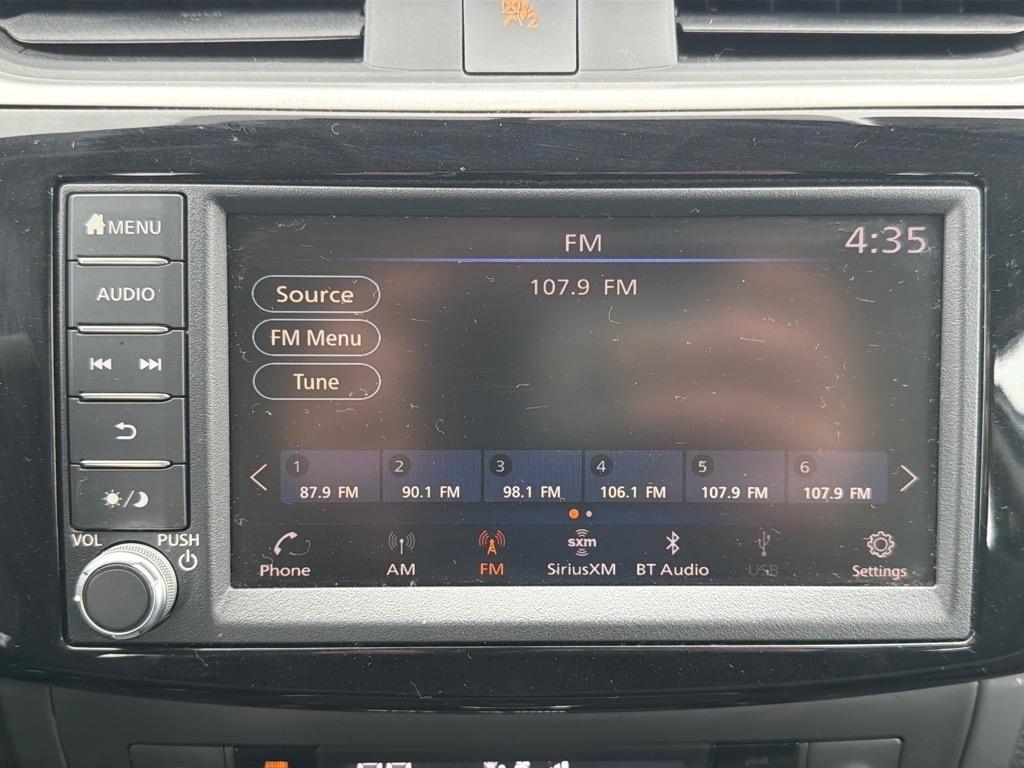 2
MENU
AUDIO
VOL PUSH
FM 4:35
107.9 FM
Source
FM Menu
Tune
1 2 3 4 5 6
87.9 FM 90.1 FM 98.1 FM 106.1 FM 107.9 FM 107.9 FM
sxm
Phone AM FM SiriusXM BT Audio USB Settings